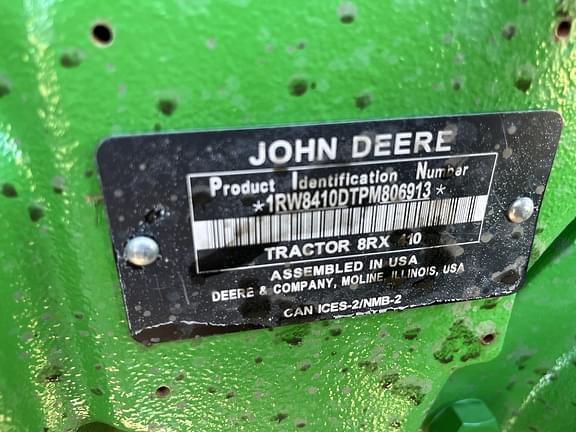 JOHN DEERE
Product Identification Number
*1RW8410DTPM806913*
TRACTOR 8RX 10
ASSEMBLED IN USA
DEERE & COMPANY, MOLINE, ILLINOIS, USA
CAN ICES-2/NMB-2